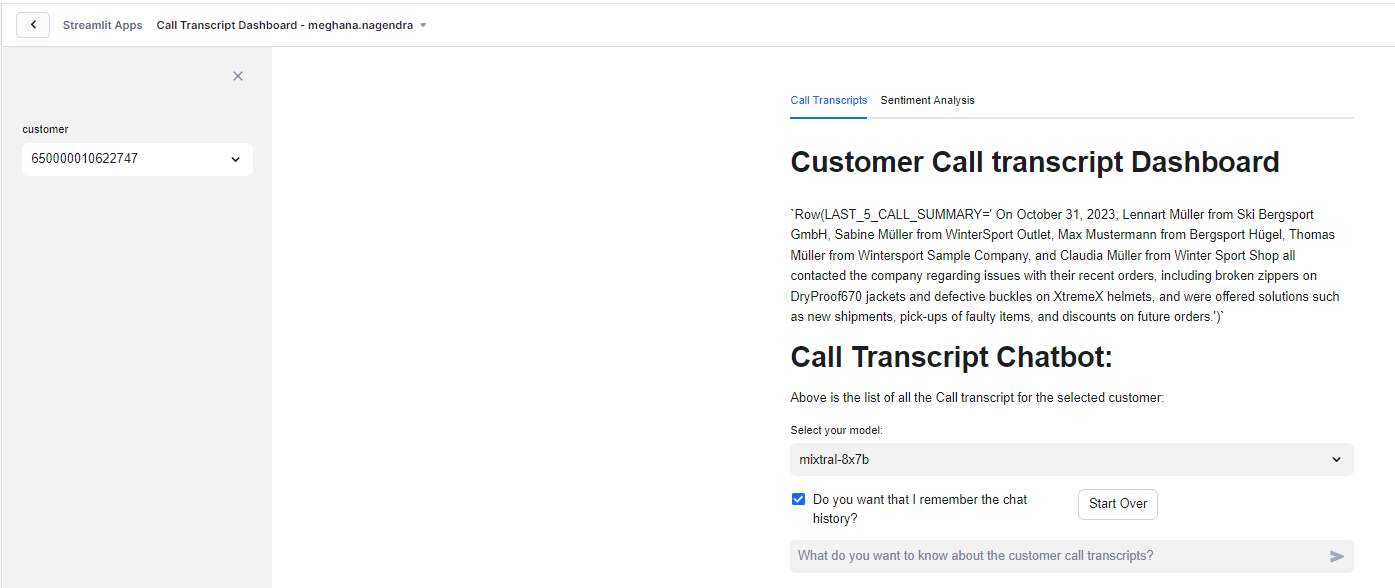 Streamlit Apps Call Transcript Dashboard - meghana.nagendra
customer
650000010622747
Call Transcripts Sentiment Analysis
Customer Call transcript Dashboard
`Row(LAST_5_CALL_SUMMARY=' On October 31, 2023, Lennart Müller from Ski Bergsport
GmbH, Sabine Müller from WinterSport Outlet, Max Mustermann from Bergsport Hügel, Thomas
Müller from Wintersport Sample Company, and Claudia Müller from Winter Sport Shop all
contacted the company regarding issues with their recent orders, including broken zippers on
DryProof670 jackets and defective buckles on XtremeX helmets, and were offered solutions such
as new shipments, pick-ups of faulty items, and discounts on future orders.')`
Call Transcript Chatbot:
Above is the list of all the Call transcript for the selected customer:
Select your model:
mixtral-8x7b
Do you want that I remember the chat
history?
Start Over
What do you want to know about the customer call transcripts?